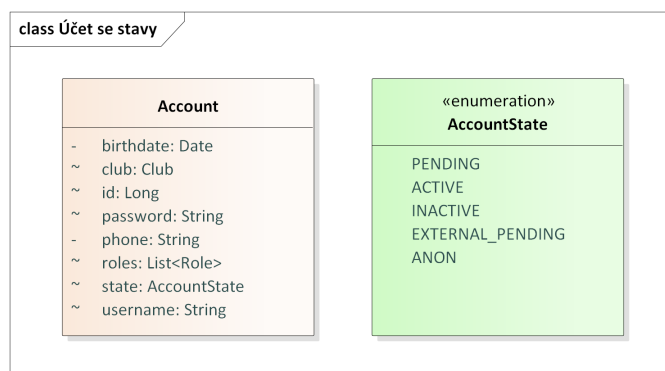 class Účet se stavy
Account
- birthdate: Date
~ club: Club
~ id: Long
~ password: String
- phone: String
~ roles: List<Role>
~ state: AccountState
~ username: String
«enumeration»
AccountState
PENDING
ACTIVE
INACTIVE
EXTERNAL_PENDING
ANON